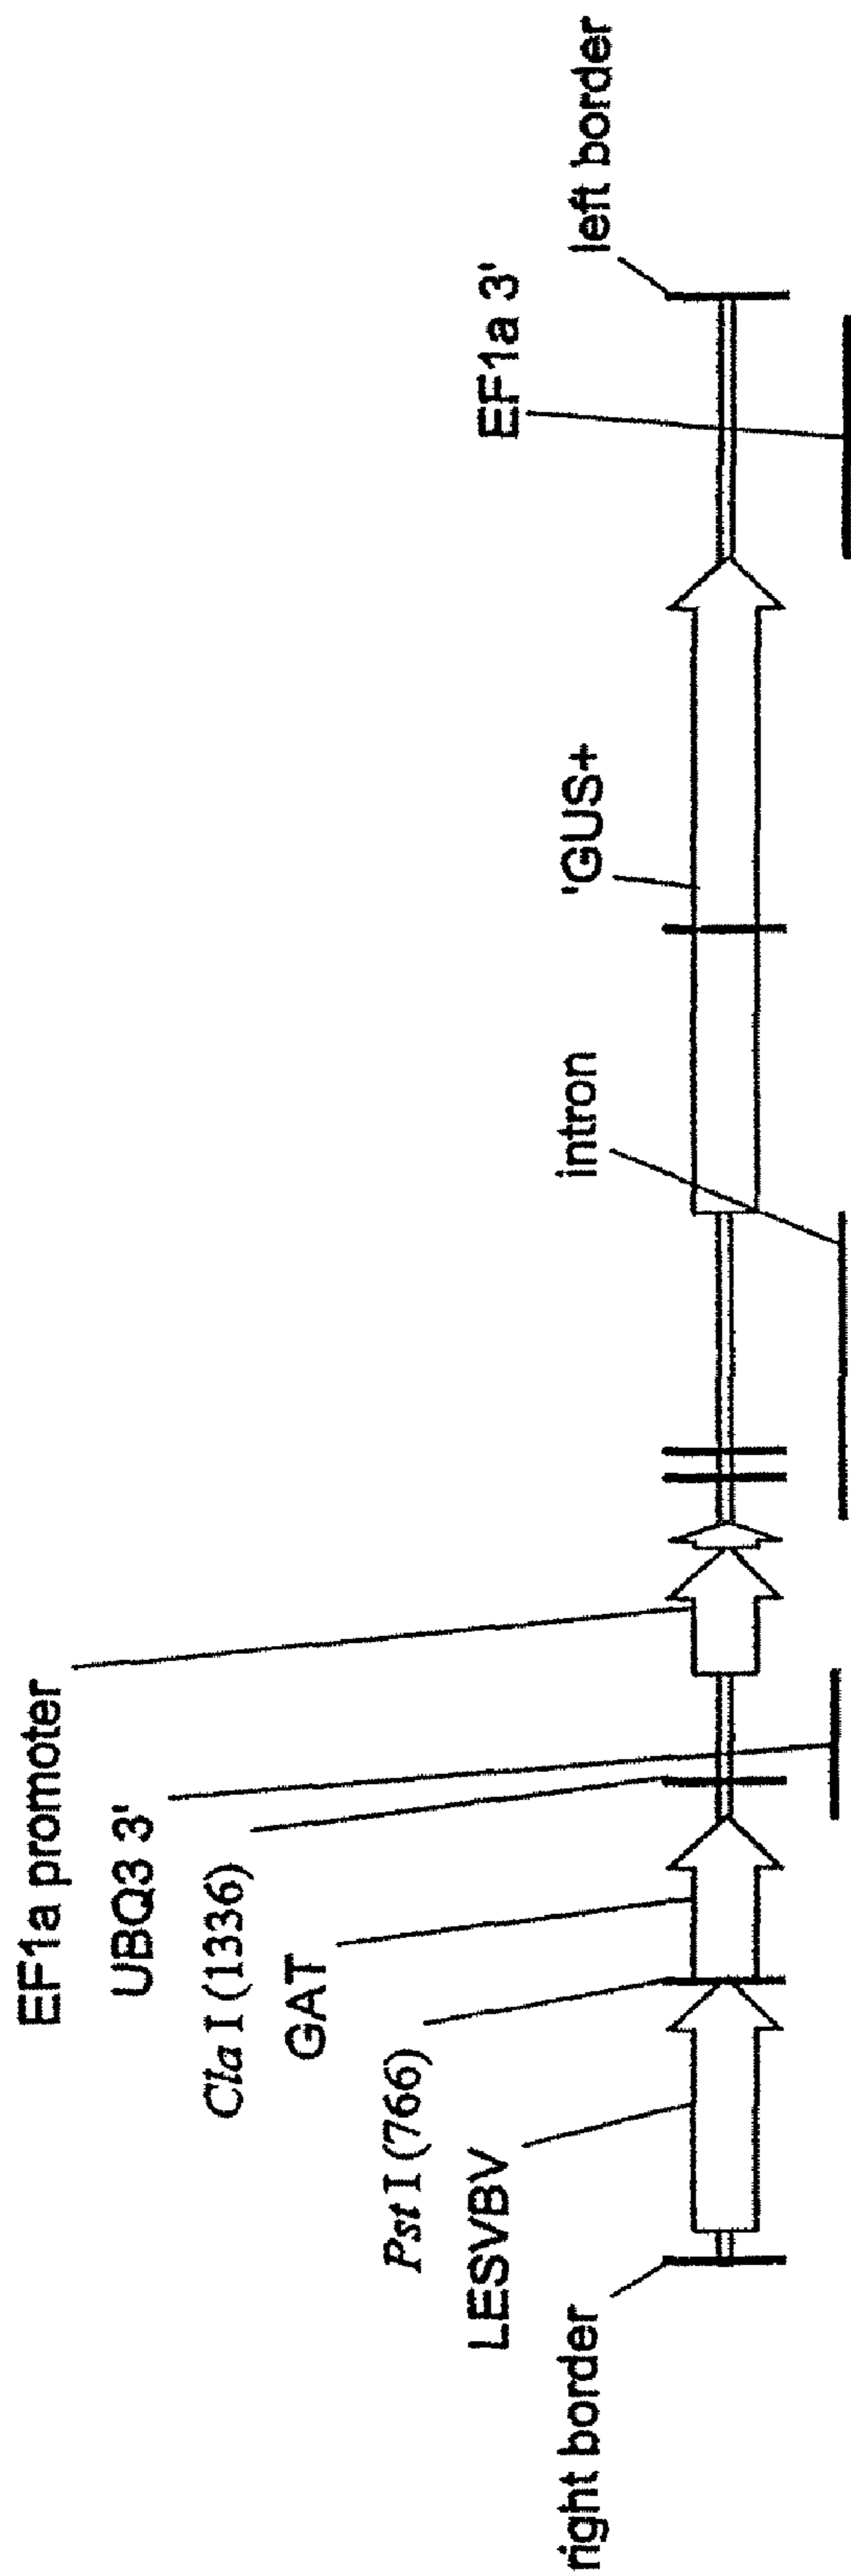 EF1a promoter
UBQ3 3'
Cla I (1336)
GAT
Pst I (766)
LESVBV
right border
intron
'GUS+
EF1a 3'
left border